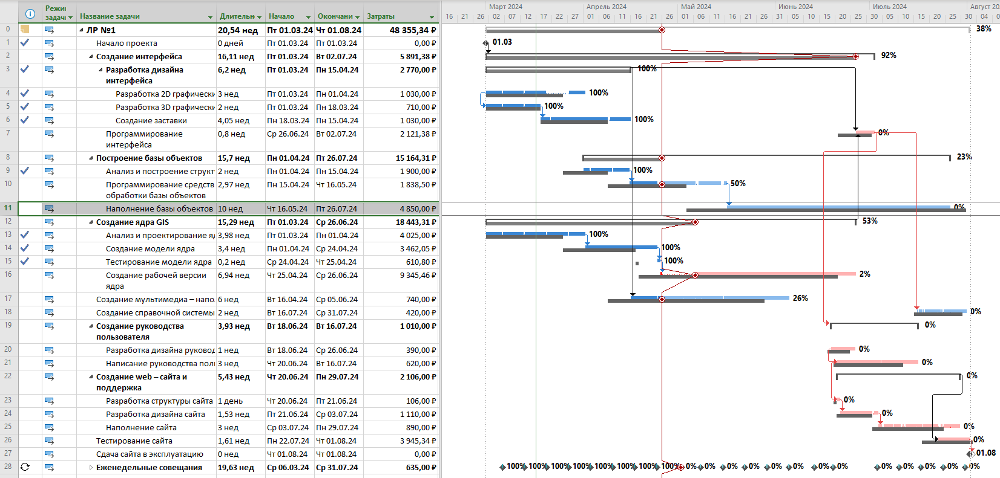 Режим задачи Название задачи Длительн Начало Окончани Затраты
Март 2024 Апрель 2024 Май 2024 Июнь 2024 Июль 2024 Август 202
16 21 26 02 07 12 17 22 27 01 06 11 16 21 26 01 06 11 16 21 26 31 05 10 15 20 25 30 05 10 15 20 25 30 04
0 ЛР №1 20,54 нед Пт 01.03.24 Чт 01.08.24 48 355,34 ₽ 38%
1 Начало проекта 0 дней Пт 01.03.24 Пт 01.03.24 0,00 ₽ 01.03
2 Создание интерфейса 16,11 нед Пт 01.03.24 Вт 02.07.24 5 891,38 ₽ 92%
3 Разработка дизайна 6,2 нед Пт 01.03.24 Пн 15.04.24 2 770,00 ₽ 100%
интерфейса
4 Разработка 2D графически 3 нед Пт 01.03.24 Пн 01.04.24 1 030,00 ₽ 100%
5 Разработка 3D графически 2 нед Пт 01.03.24 Пн 18.03.24 710,00 ₽ 100%
6 Создание заставки 4,05 нед Пн 18.03.24 Пн 15.04.24 1 030,00 ₽ 100%
7 Программирование 0,8 нед Ср 26.06.24 Вт 02.07.24 2 121,38 ₽ 0%
интерфейса
8 Построение базы объектов 15,7 нед Пн 01.04.24 Пт 26.07.24 15 164,31 ₽ 23%
9 Анализ и построение структ 2 нед Пн 01.04.24 Пн 15.04.24 1 900,00 ₽ 100%
10 Программирование средств 2,97 нед Пн 15.04.24 Чт 16.05.24 1 838,50 ₽ 50%
обработки базы объектов
11 Наполнение базы объектов 10 нед Чт 16.05.24 Пт 26.07.24 4 850,00 ₽ 0%
12 Создание ядра GIS 15,29 нед Пт 01.03.24 Ср 26.06.24 18 443,31 ₽ 53%
13 Анализ и проектирование яд 3,98 нед Пт 01.03.24 Пн 01.04.24 4 025,00 ₽ 100%
14 Создание модели ядра 3,4 нед Пн 01.04.24 Ср 24.04.24 3 462,05 ₽ 100%
15 Тестирование модели ядра 0,2 нед Ср 24.04.24 Чт 25.04.24 610,80 ₽ 100%
16 Создание рабочей версии 6,94 нед Чт 25.04.24 Ср 26.06.24 9 345,46 ₽ 2%
ядра
17 Создание мультимедиа – напо. 6 нед Вт 16.04.24 Ср 05.06.24 740,00 ₽ 26%
18 Создание справочной системы 2 нед Вт 16.07.24 Ср 31.07.24 420,00 ₽ 0%
19 Создание руководства 3,93 нед Вт 18.06.24 Вт 16.07.24 1 010,00 ₽ 0%
пользователя
20 Разработка дизайна руковод 1 нед Вт 18.06.24 Ср 26.06.24 390,00 ₽ 0%
21 Написание руководства пол 3 нед Чт 20.06.24 Вт 16.07.24 620,00 ₽ 0%
22 Создание web – сайта и 5,43 нед Чт 20.06.24 Пн 29.07.24 2 106,00 ₽ 0%
поддержка
23 Разработка структуры сайта 1 день Чт 20.06.24 Пт 21.06.24 106,00 ₽ 0%
24 Разработка дизайна сайта 1,53 нед Пт 21.06.24 Ср 03.07.24 1 110,00 ₽ 0%
25 Наполнение сайта 3 нед Ср 03.07.24 Пн 29.07.24 890,00 ₽ 0%
26 Тестирование сайта 1,61 нед Пн 22.07.24 Чт 01.08.24 3 945,34 ₽ 0%
27 Сдача сайта в эксплуатацию 0 нед Чт 01.08.24 Чт 01.08.24 0,00 ₽ 01.08
28 Еженедельные совещания 19,63 нед Ср 06.03.24 Ср 31.07.24 635,00 ₽ 100% 100% 100% 100% 100% 100% 100% 100% 0% 0% 0% 0% 0% 0% 0% 0% 0% 0% 0% 0% 0%